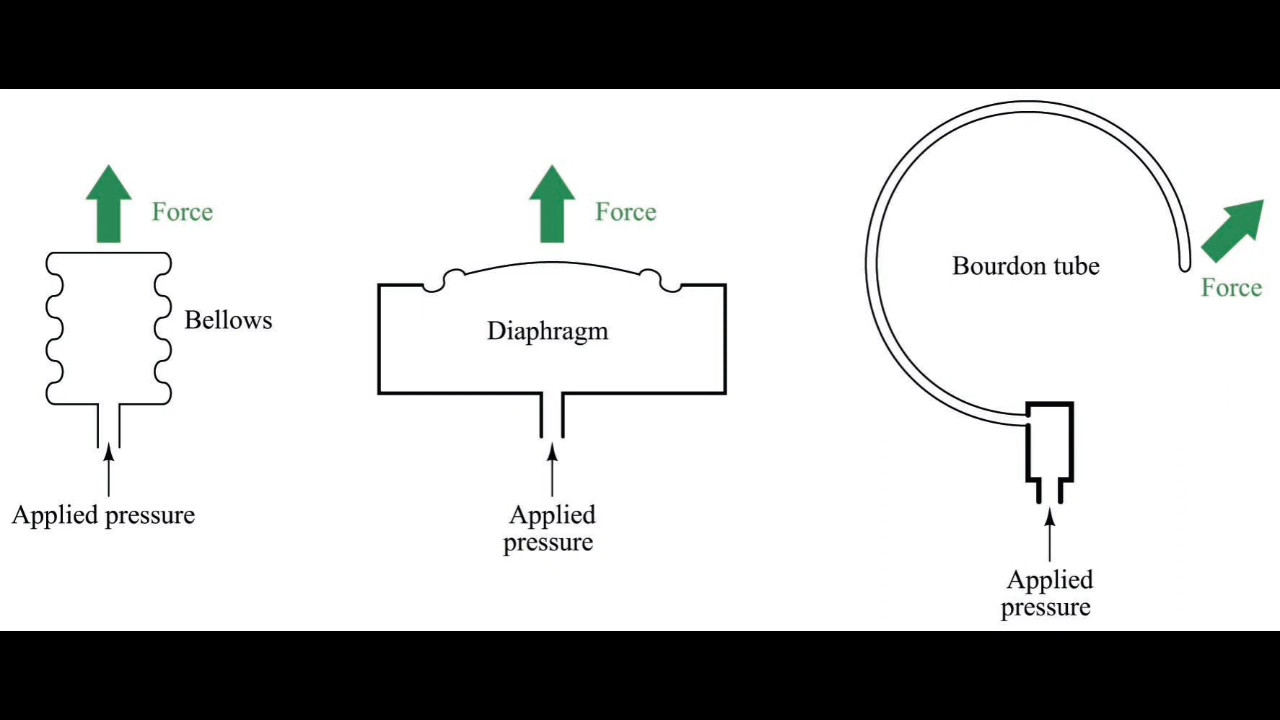 Force
Bellows
Applied pressure
Force
Diaphragm
Applied
pressure
Bourdon tube
Force
Applied
pressure